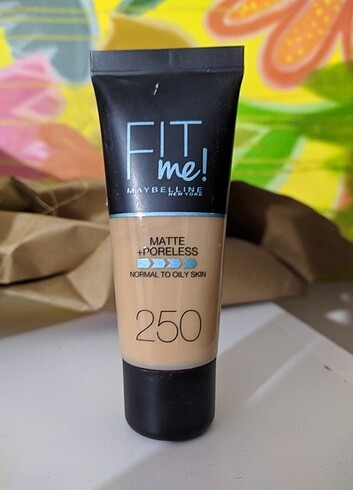 FIT
me!
MAYBELLINE
NEW YORK
MATTE
+PORELESS
NORMAL TO OILY SKIN
250